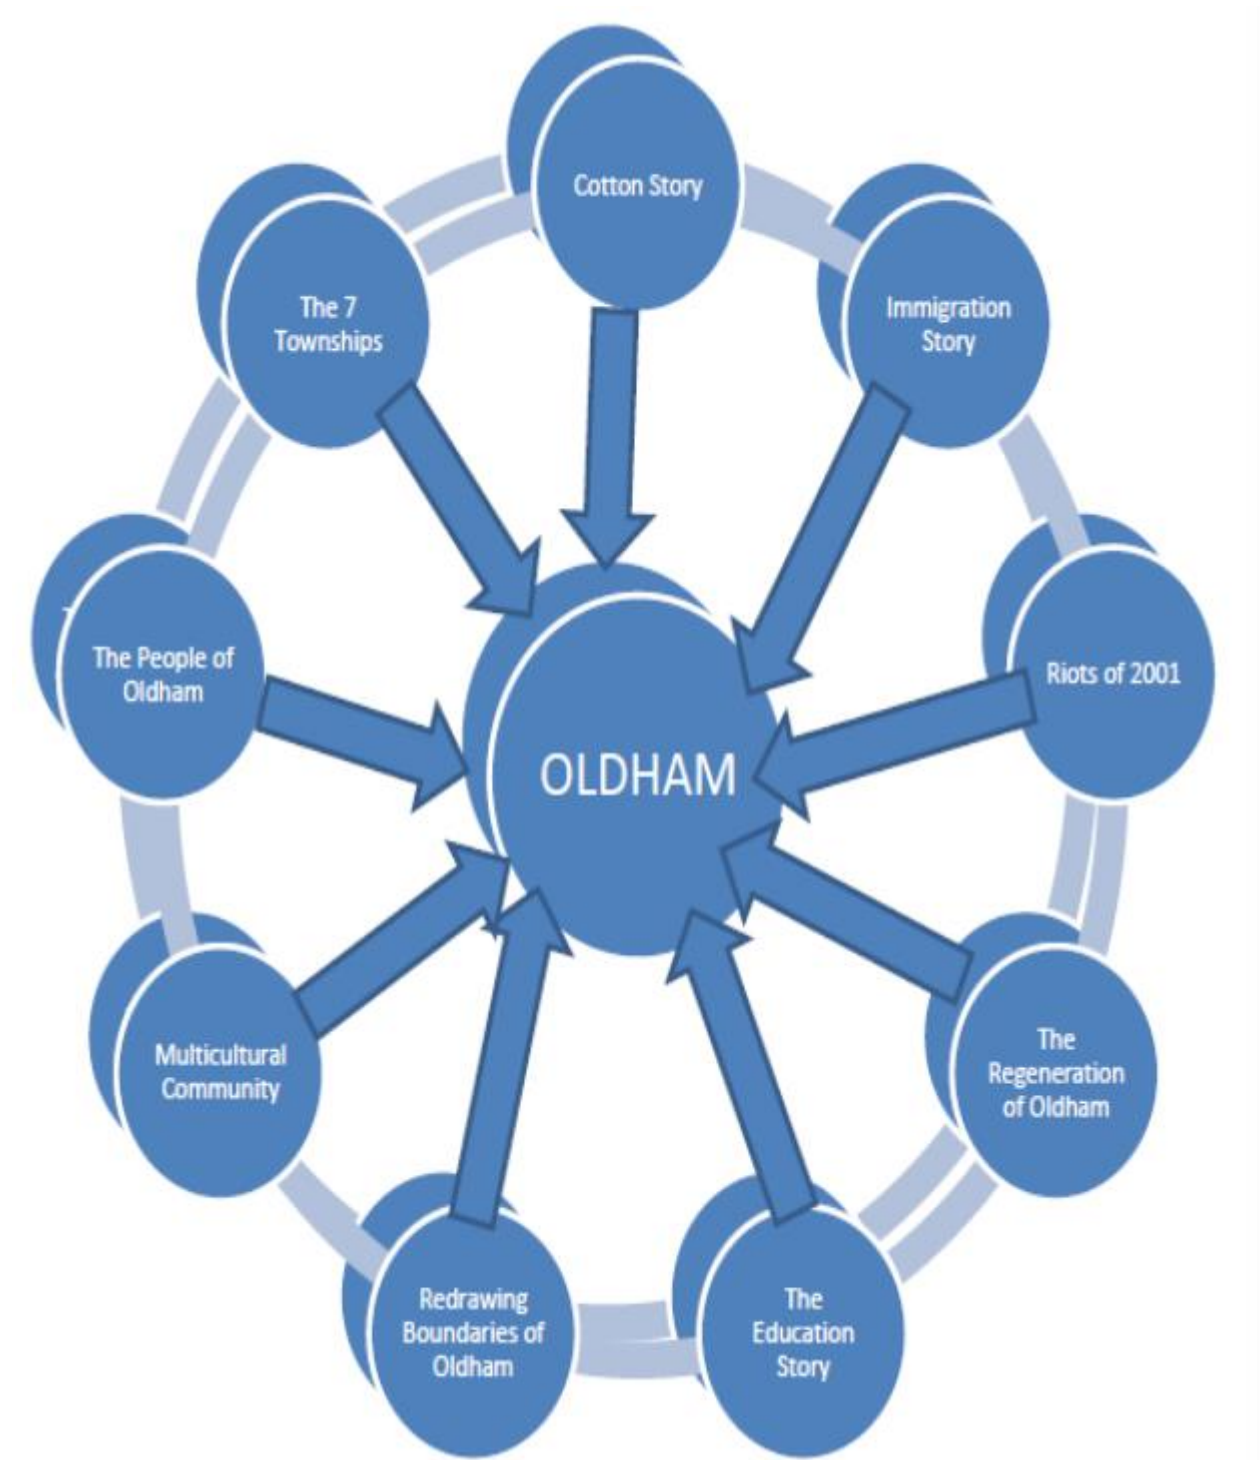 Cotton Story
Immigration
Story
Riots of 2001
The
Regeneration
of Oldham
The
Education
Story
Redrawing
Boundaries of
Oldham
Multicultural
Community
The People of
Oldham
The 7
Townships
OLDHAM